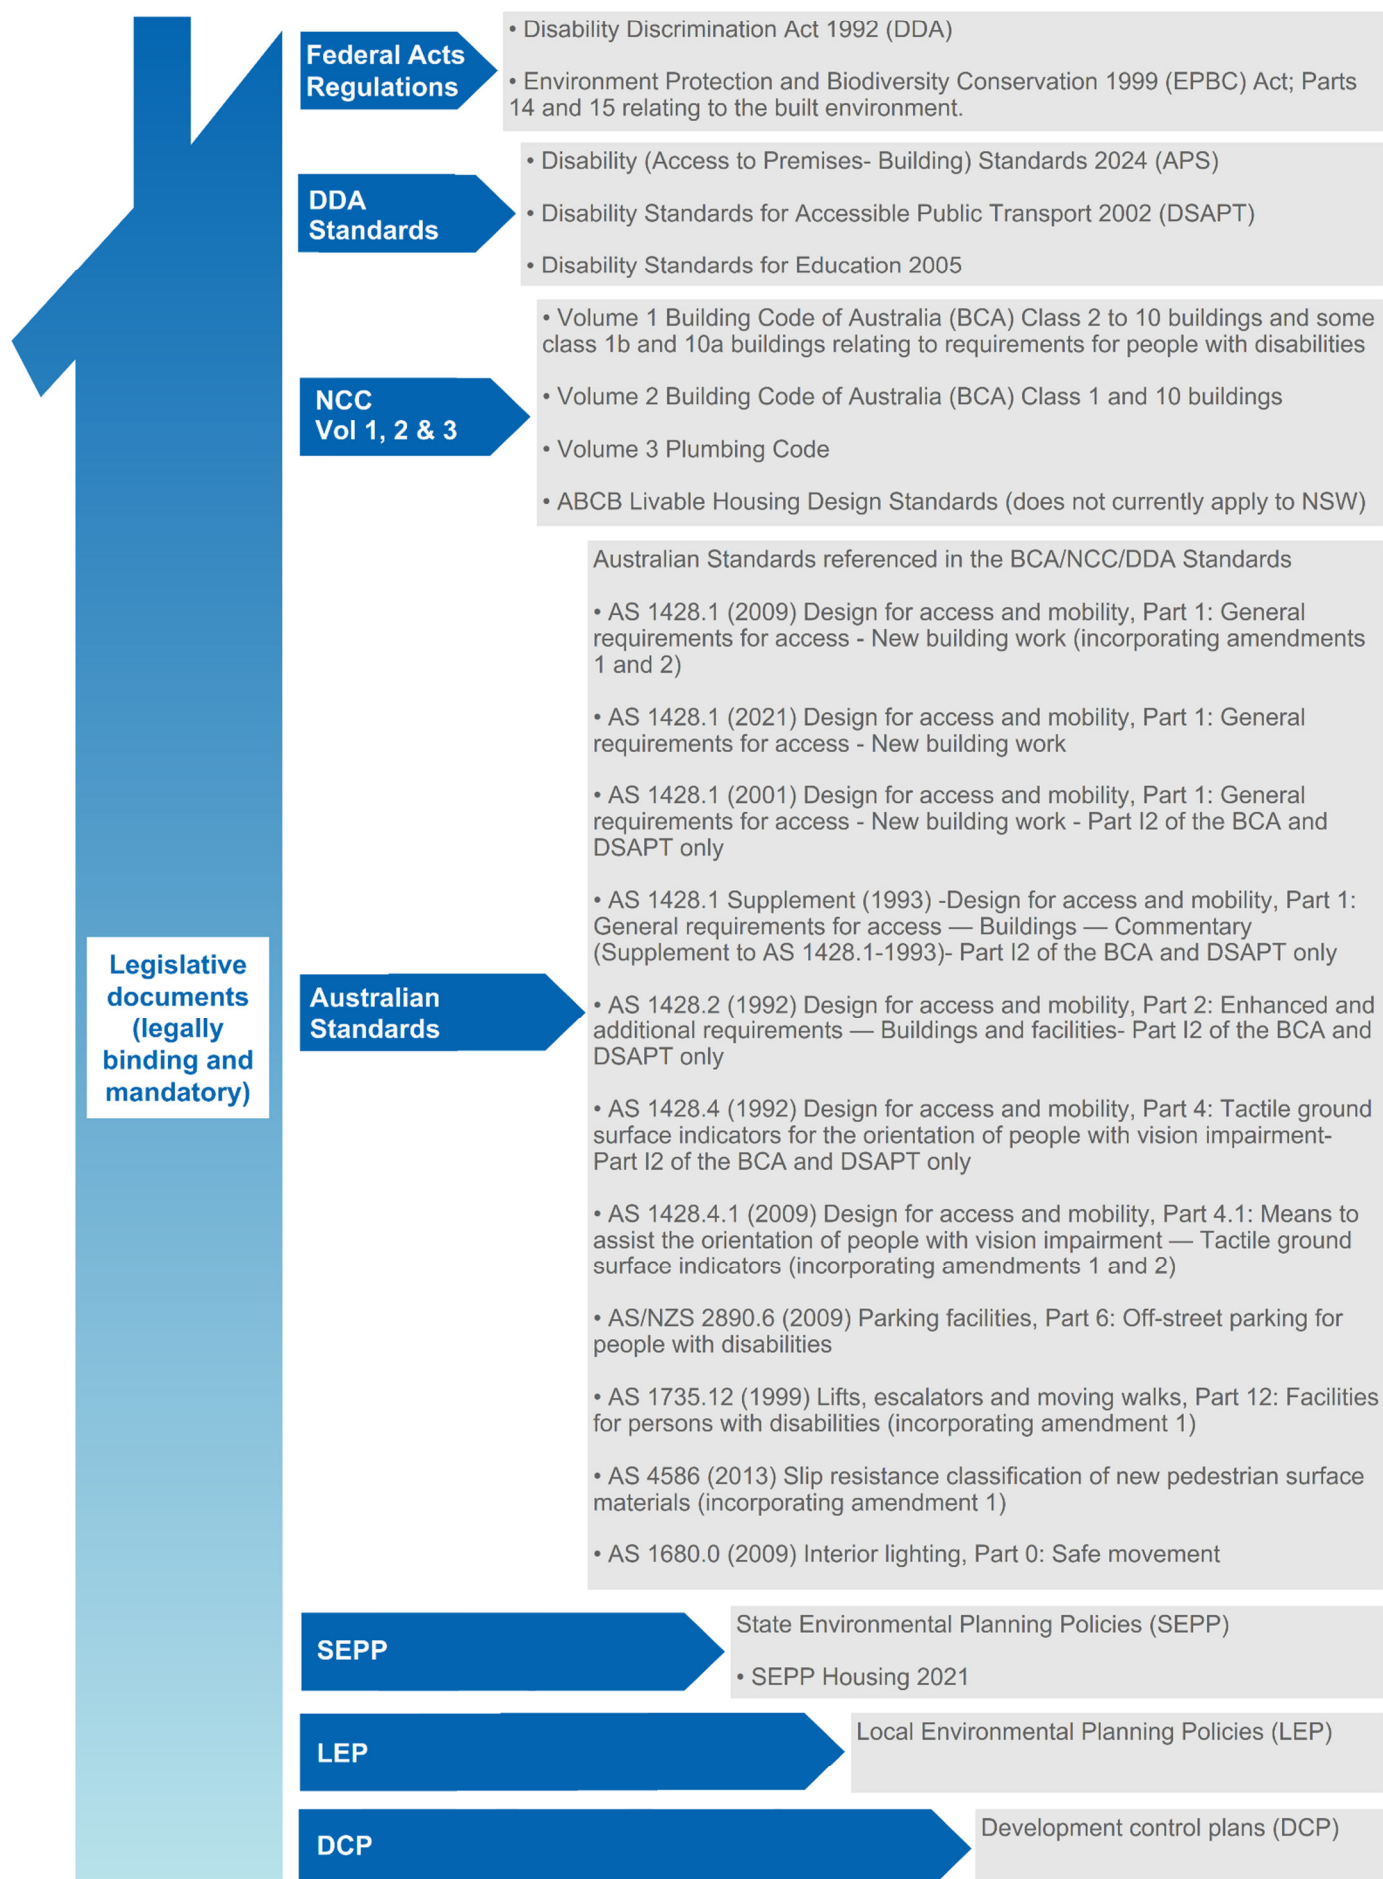 Federal Acts
Regulations
• Disability Discrimination Act 1992 (DDA)
• Environment Protection and Biodiversity Conservation 1999 (EPBC) Act; Parts
14 and 15 relating to the built environment.
DDA
Standards
• Disability (Access to Premises- Building) Standards 2024 (APS)
• Disability Standards for Accessible Public Transport 2002 (DSAPT)
• Disability Standards for Education 2005
NCC
Vol 1, 2 & 3
• Volume 1 Building Code of Australia (BCA) Class 2 to 10 buildings and some
class 1b and 10a buildings relating to requirements for people with disabilities
• Volume 2 Building Code of Australia (BCA) Class 1 and 10 buildings
• Volume 3 Plumbing Code
• ABCB Livable Housing Design Standards (does not currently apply to NSW)
Legislative
documents
(legally
binding and
mandatory)
Australian
Standards
Australian Standards referenced in the BCA/NCC/DDA Standards
• AS 1428.1 (2009) Design for access and mobility, Part 1: General
requirements for access - New building work (incorporating amendments
1 and 2)
• AS 1428.1 (2021) Design for access and mobility, Part 1: General
requirements for access - New building work
• AS 1428.1 (2001) Design for access and mobility, Part 1: General
requirements for access - New building work - Part I2 of the BCA and
DSAPT only
• AS 1428.1 Supplement (1993) -Design for access and mobility, Part 1:
General requirements for access — Buildings — Commentary
(Supplement to AS 1428.1-1993)- Part I2 of the BCA and DSAPT only
• AS 1428.2 (1992) Design for access and mobility, Part 2: Enhanced and
additional requirements — Buildings and facilities- Part I2 of the BCA and
DSAPT only
• AS 1428.4 (1992) Design for access and mobility, Part 4: Tactile ground
surface indicators for the orientation of people with vision impairment-
Part I2 of the BCA and DSAPT only
• AS 1428.4.1 (2009) Design for access and mobility, Part 4.1: Means to
assist the orientation of people with vision impairment — Tactile ground
surface indicators (incorporating amendments 1 and 2)
• AS/NZS 2890.6 (2009) Parking facilities, Part 6: Off-street parking for
people with disabilities
• AS 1735.12 (1999) Lifts, escalators and moving walks, Part 12: Facilities
for persons with disabilities (incorporating amendment 1)
• AS 4586 (2013) Slip resistance classification of new pedestrian surface
materials (incorporating amendment 1)
• AS 1680.0 (2009) Interior lighting, Part 0: Safe movement
SEPP
State Environmental Planning Policies (SEPP)
• SEPP Housing 2021
LEP
Local Environmental Planning Policies (LEP)
DCP
Development control plans (DCP)